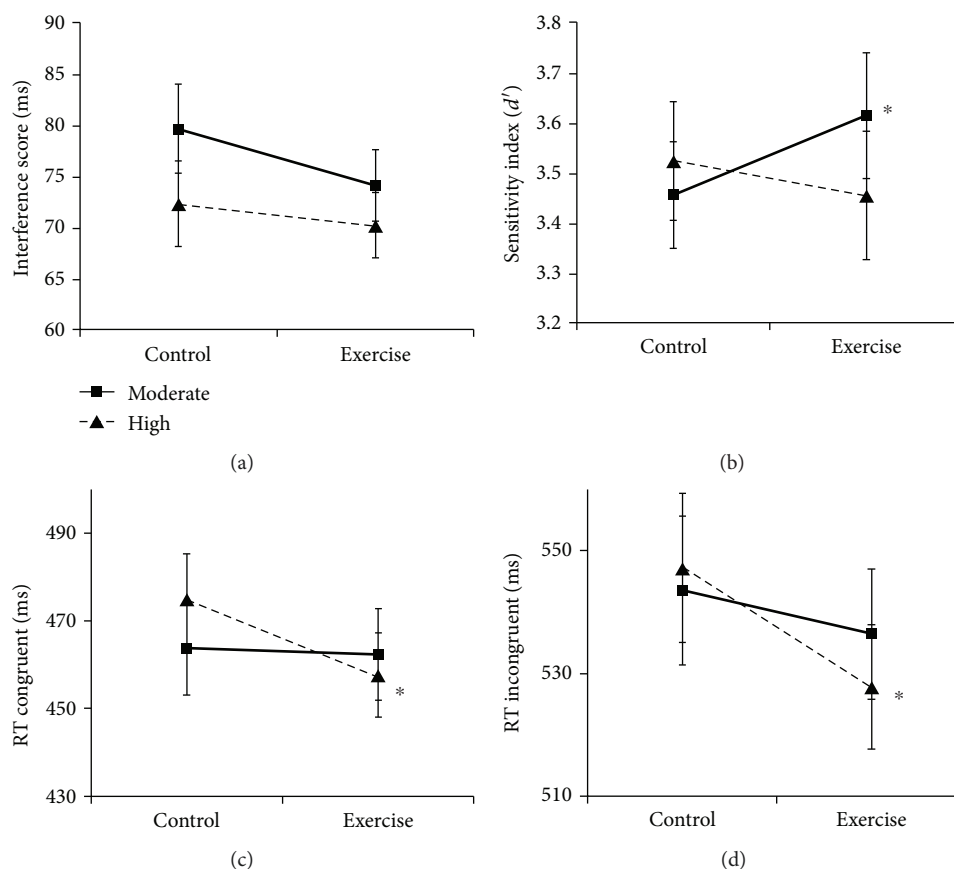 90
85
80
75
70
65
60
Interference score (ms)
Control
Exercise
Moderate
High
(a)
3.8
3.7
3.6
3.5
3.4
3.3
3.2
Sensitivity index (d′)
*
Control
Exercise
(b)
490
470
450
430
RT congruent (ms)
*
Control
Exercise
(c)
550
530
510
RT incongruent (ms)
*
Control
Exercise
(d)